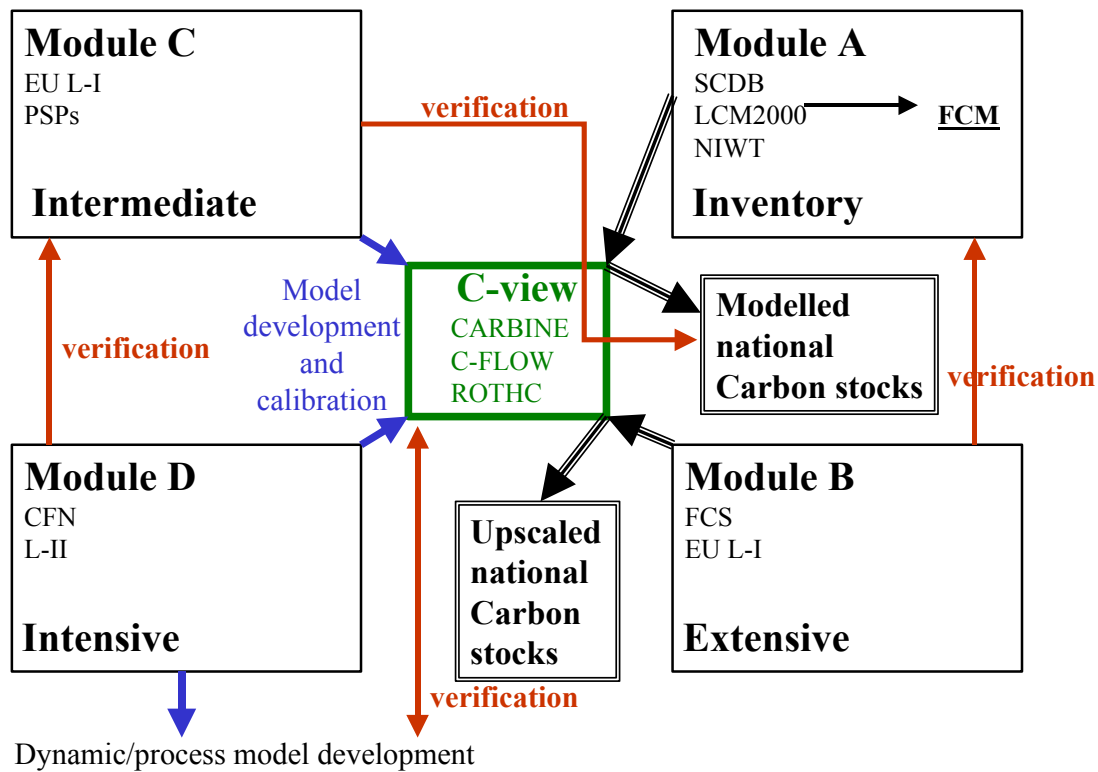 Module C
EU L-I
PSPs
Intermediate
verification
Module A
SCDB
LCM2000
NIWT
FCM
Inventory
verification
Model
development
and
calibration
C-view
CARBINE
C-FLOW
ROTHC
Modelled
national
Carbon stocks
verification
Module D
CFN
L-II
Intensive
Upscaled
national
Carbon
stocks
Module B
FCS
EU L-I
Extensive
verification
Dynamic/process model development